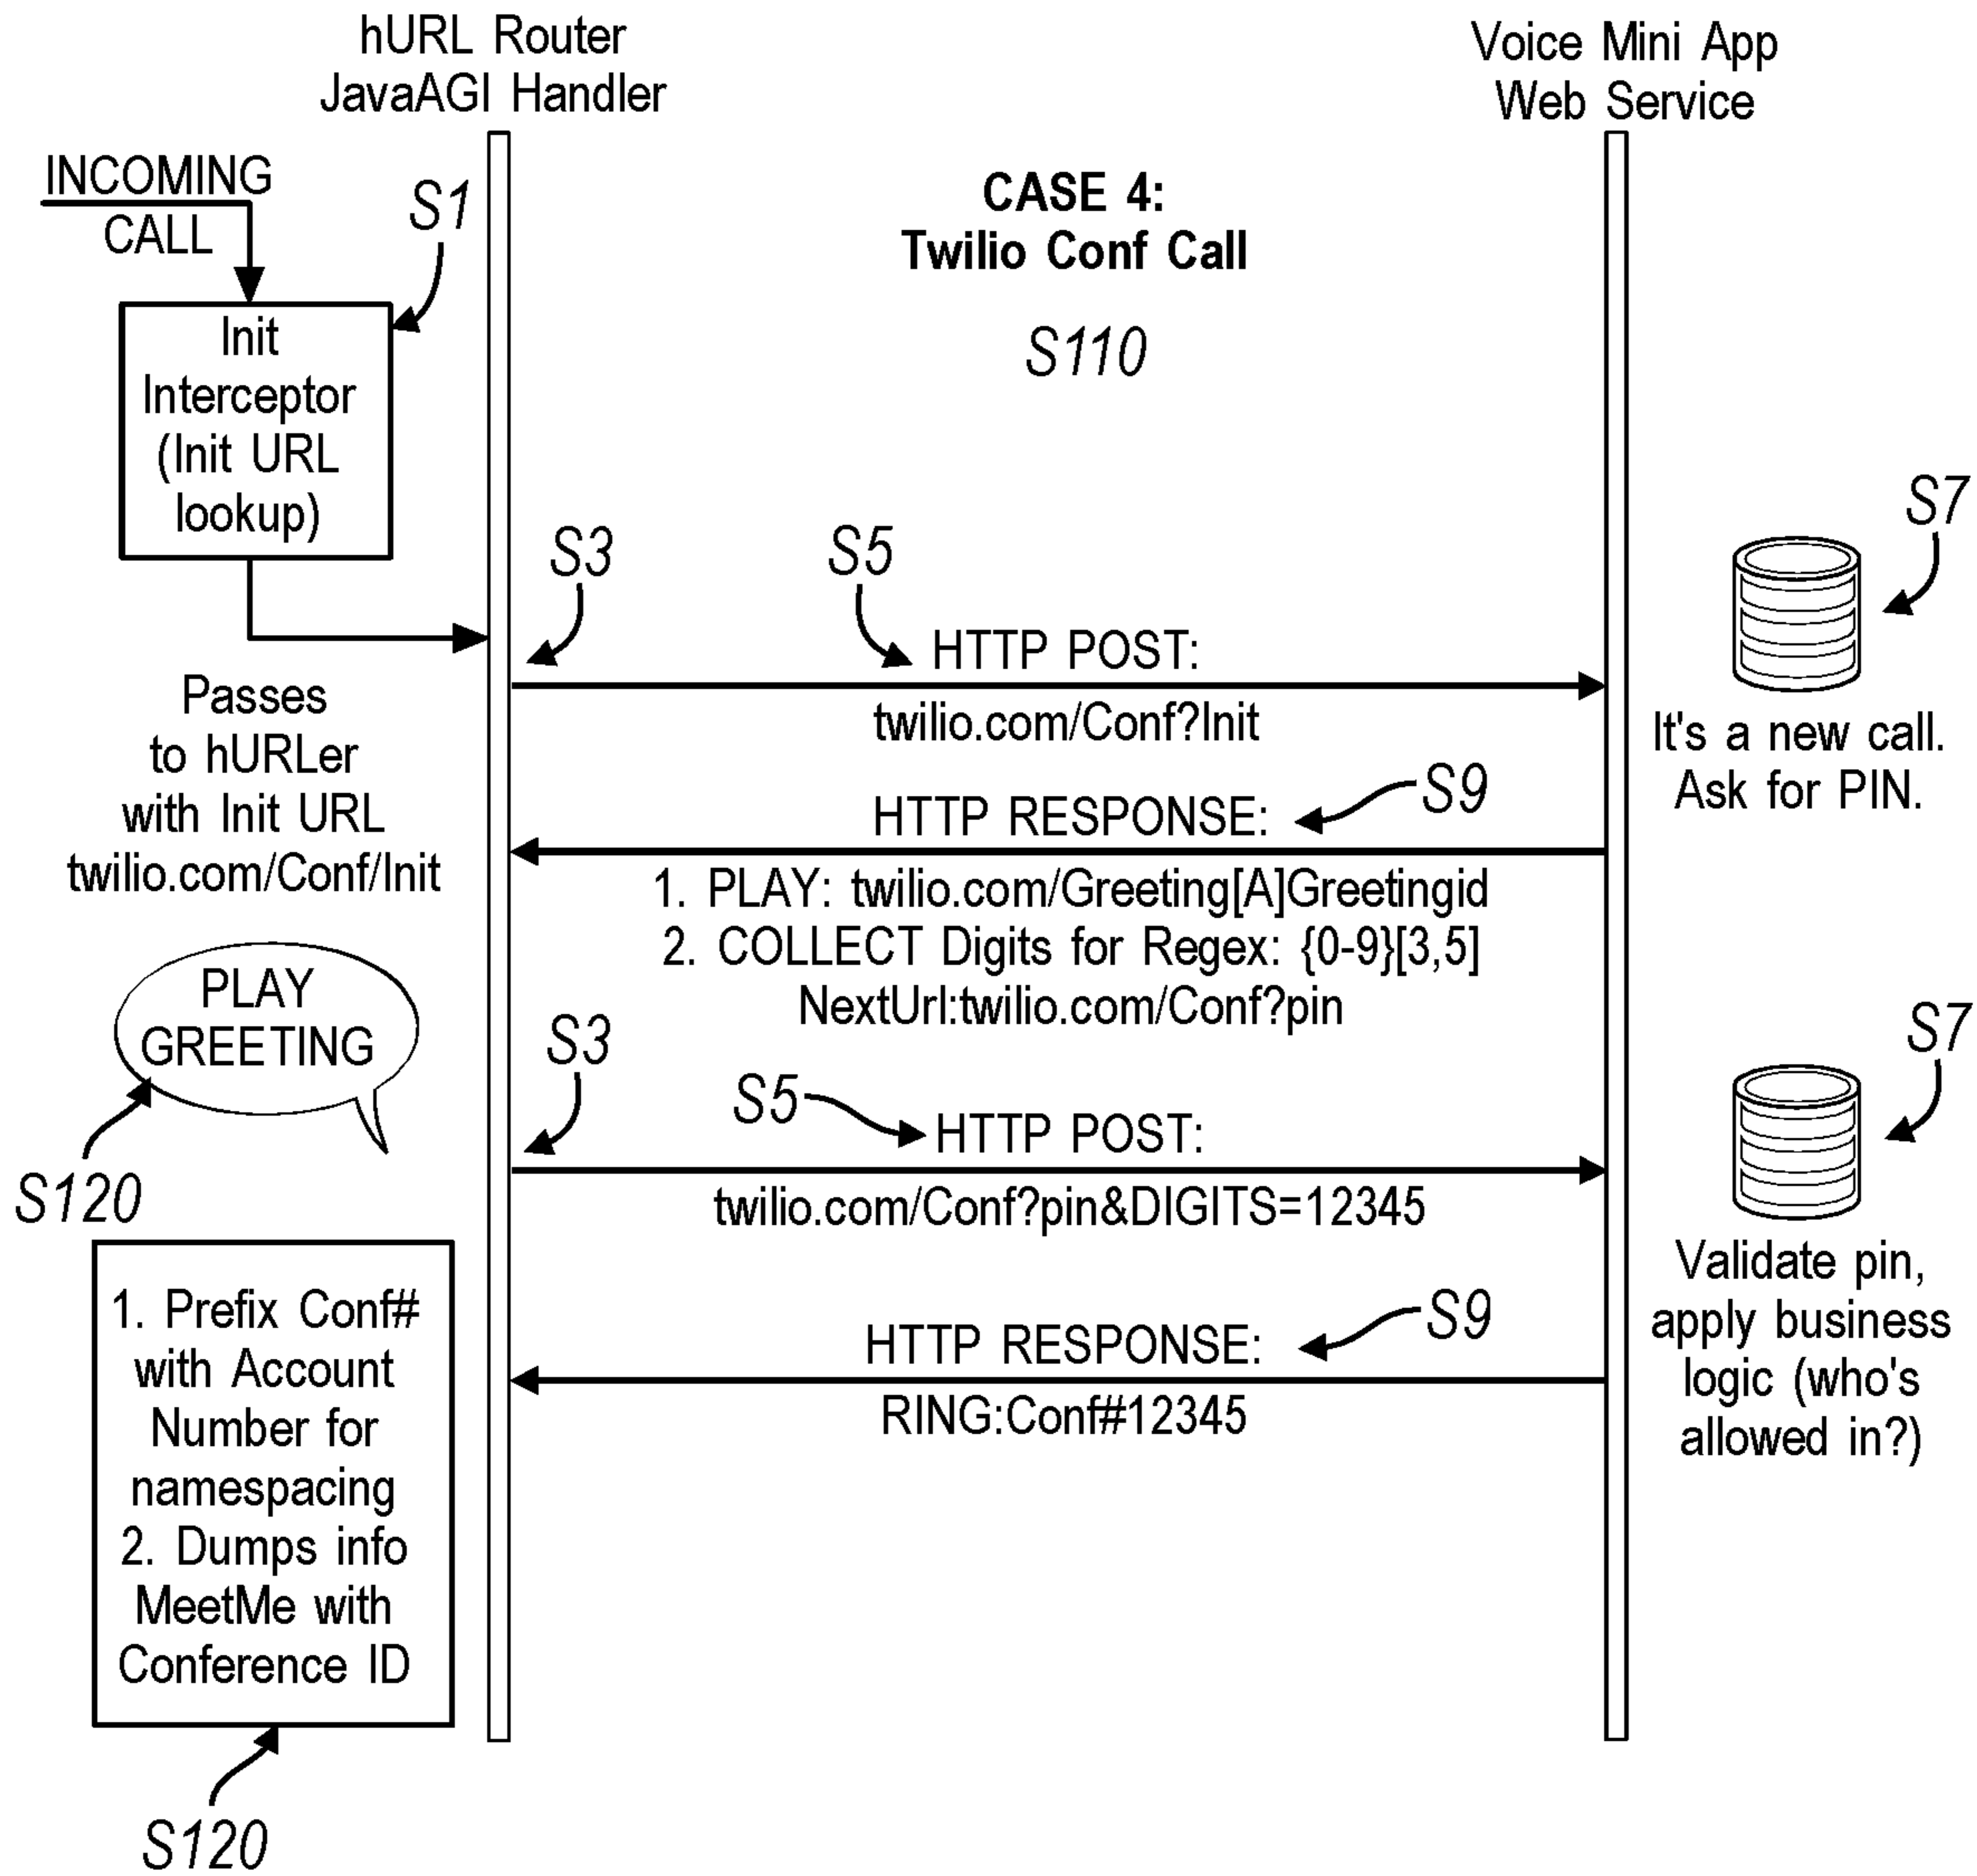 hURL Router
JavaAGI Handler
Voice Mini App
Web Service
INCOMING
CALL
S1
CASE 4:
Twilio Conf Call
S110
Init
Interceptor
(Init URL
lookup)
S3
S5
S7
HTTP POST:
twilio.com/Conf?Init
Passes
to hURLer
with Init URL
twilio.com/Conf/Init
It's a new call.
Ask for PIN.
S9
HTTP RESPONSE:
1. PLAY: twilio.com/Greeting[A]Greetingid
2. COLLECT Digits for Regex: {0-9}[3,5]
NextUrl:twilio.com/Conf?pin
PLAY
GREETING
S120
S3
S5
S7
HTTP POST:
twilio.com/Conf?pin&DIGITS=12345
Validate pin,
apply business
logic (who's
allowed in?)
S9
HTTP RESPONSE:
RING:Conf#12345
1. Prefix Conf#
with Account
Number for
namespacing
2. Dumps info
MeetMe with
Conference ID
S120